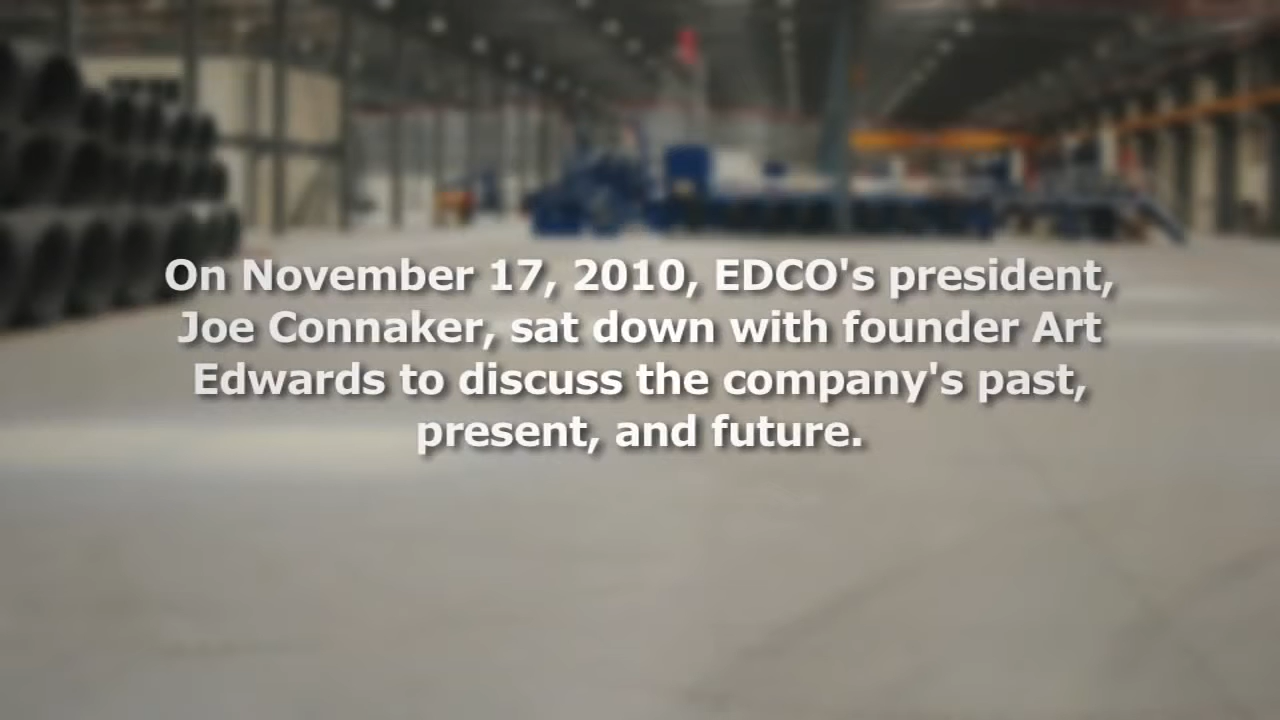 On November 17, 2010, EDCO's president,
Joe Connaker, sat down with founder Art
Edwards to discuss the company's past,
present, and future.